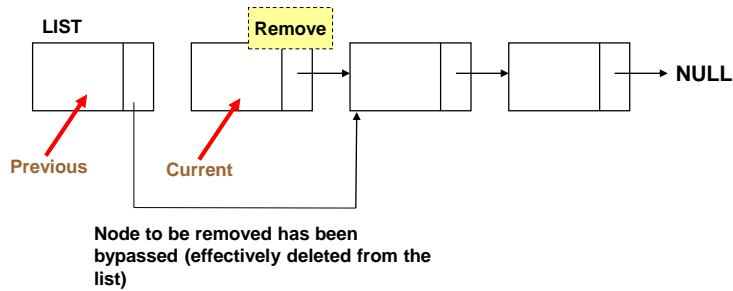 LIST
Remove
NULL
Previous
Current
Node to be removed has been
bypassed (effectively deleted from the
list)